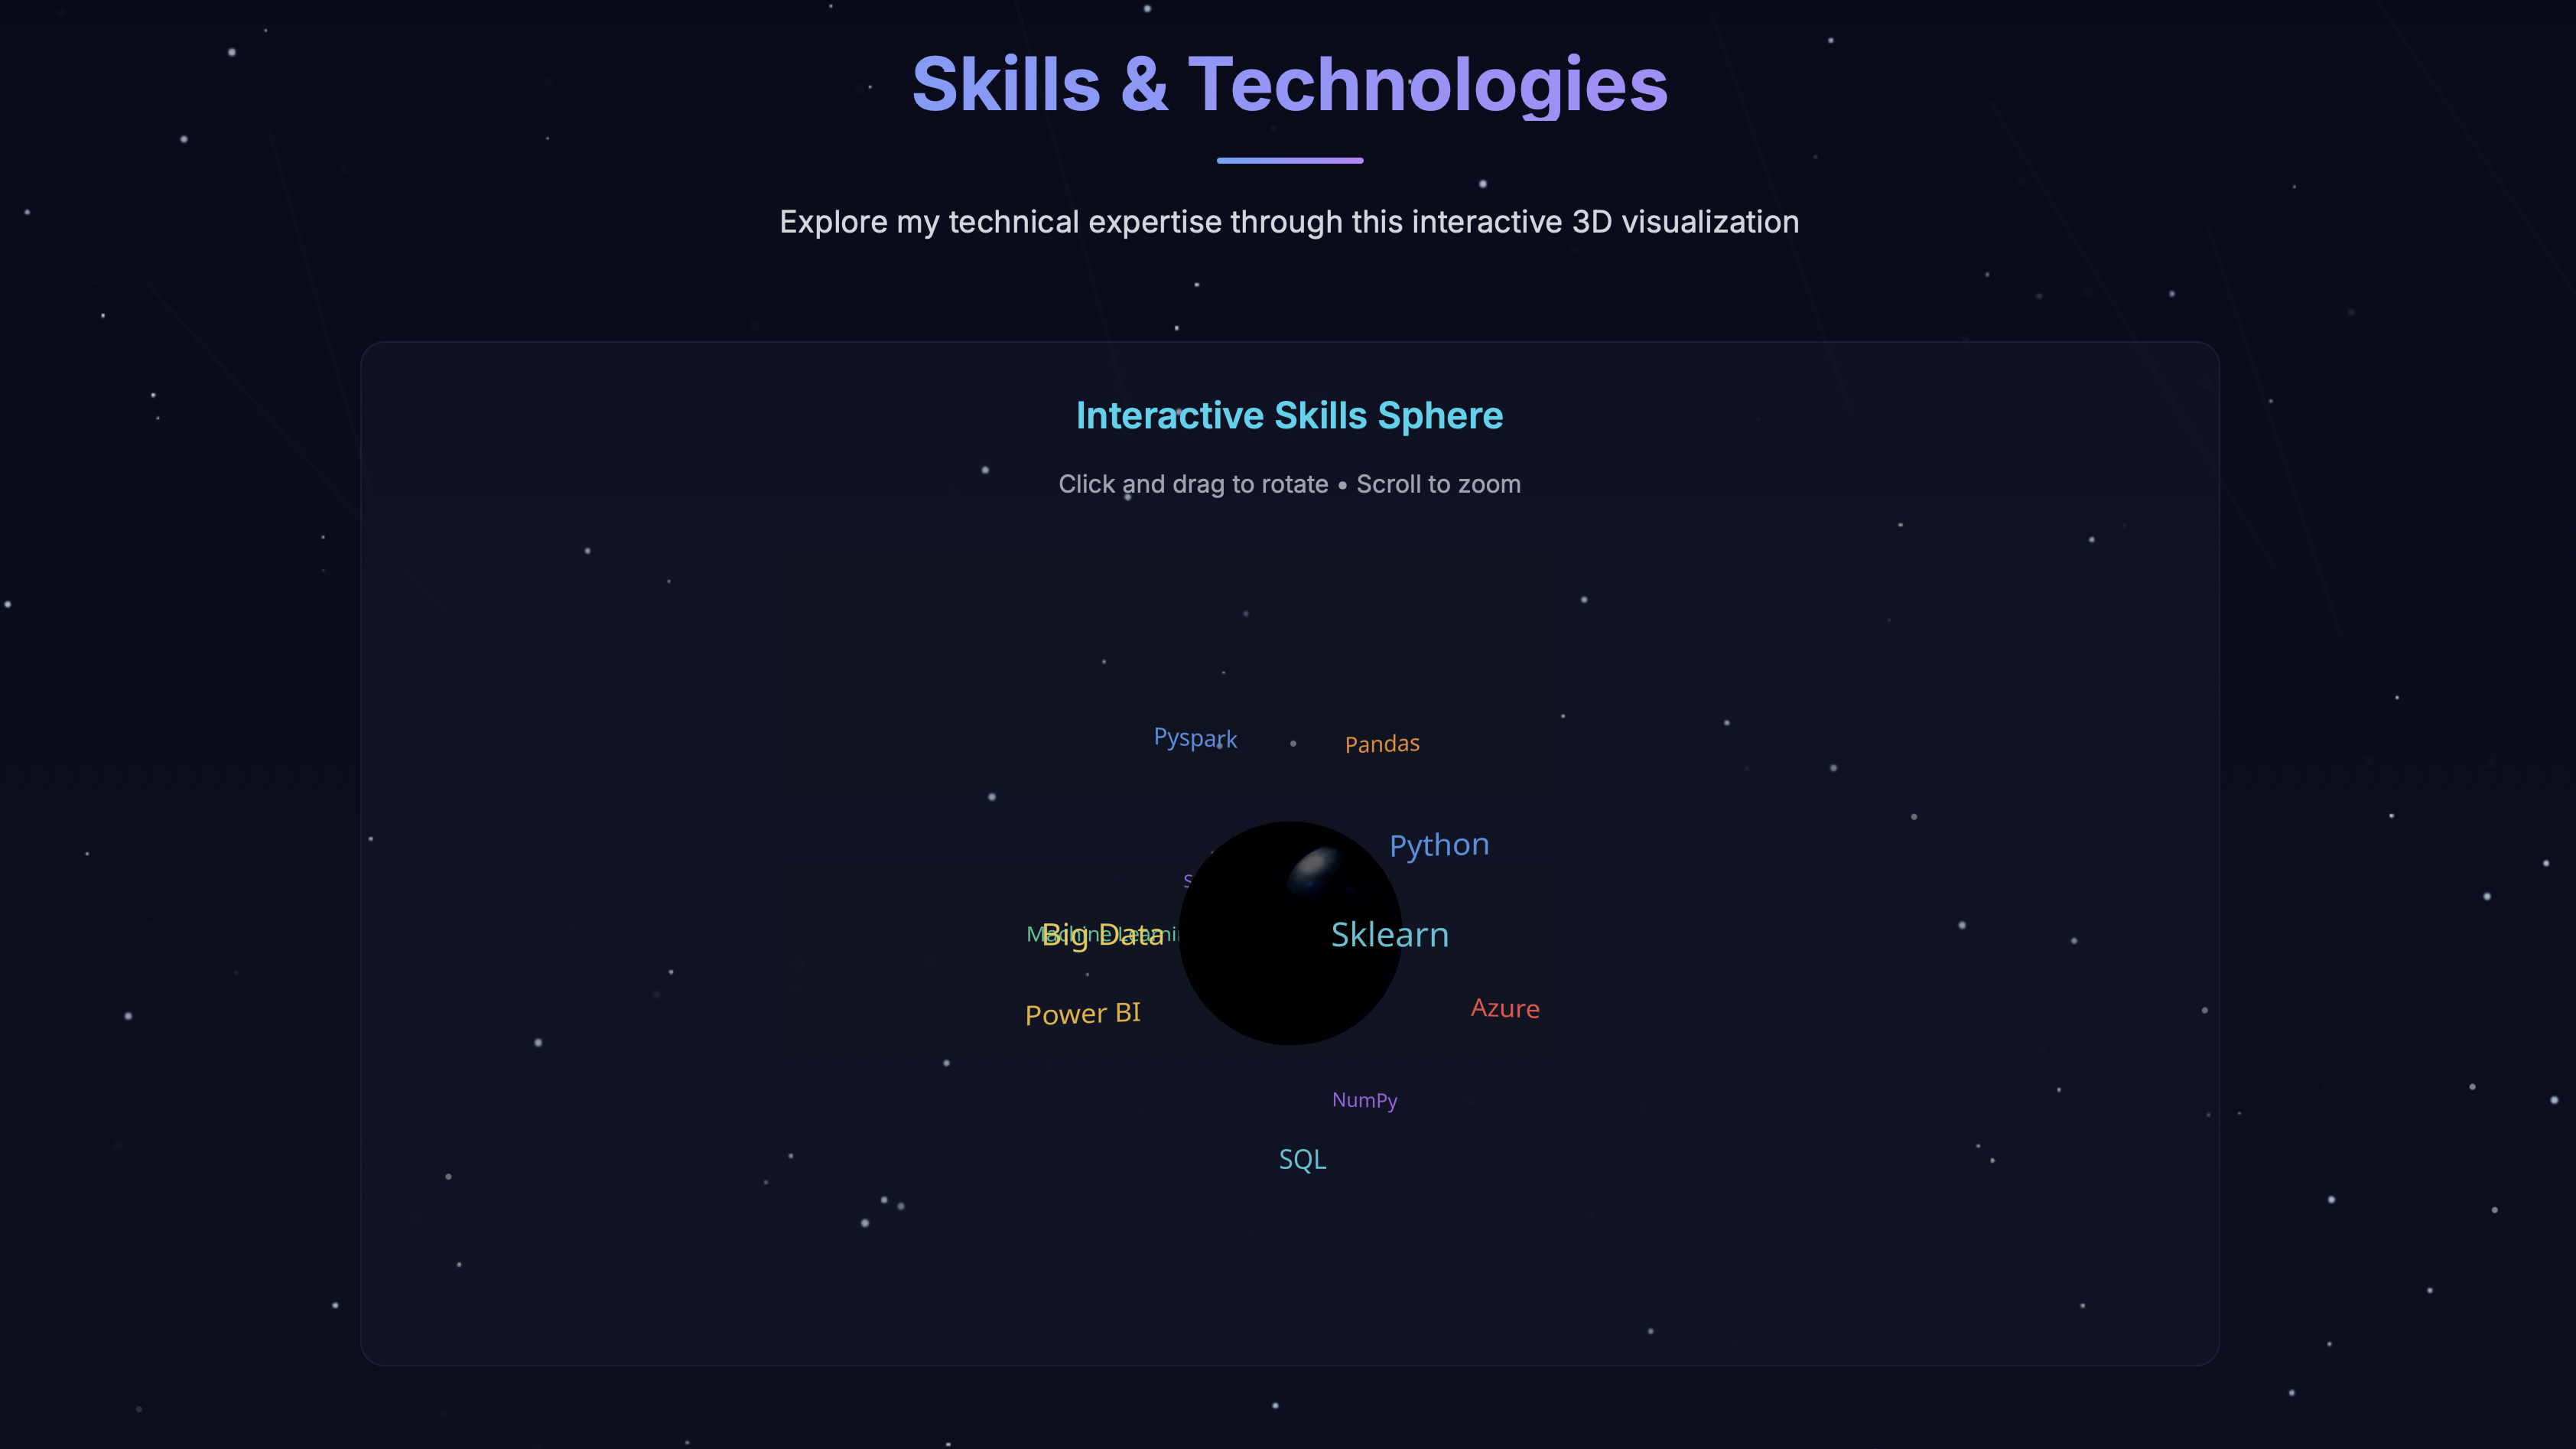 Skills & Technologies
Explore my technical expertise through this interactive 3D visualization
Interactive Skills Sphere
Click and drag to rotate • Scroll to zoom
Pyspark
Pandas
Python
Big Data
Sklearn
Power BI
Azure
NumPy
SQL